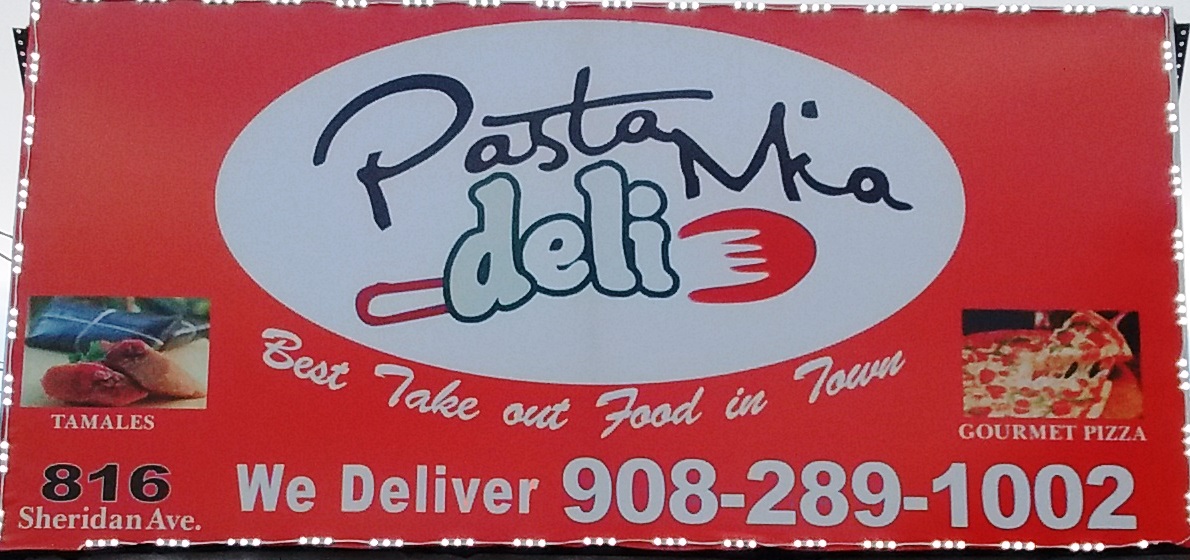 Pasta Mia
deli
Best Take out Food in Town
TAMALES
GOURMET PIZZA
816
Sheridan Ave.
We Deliver 908-289-1002